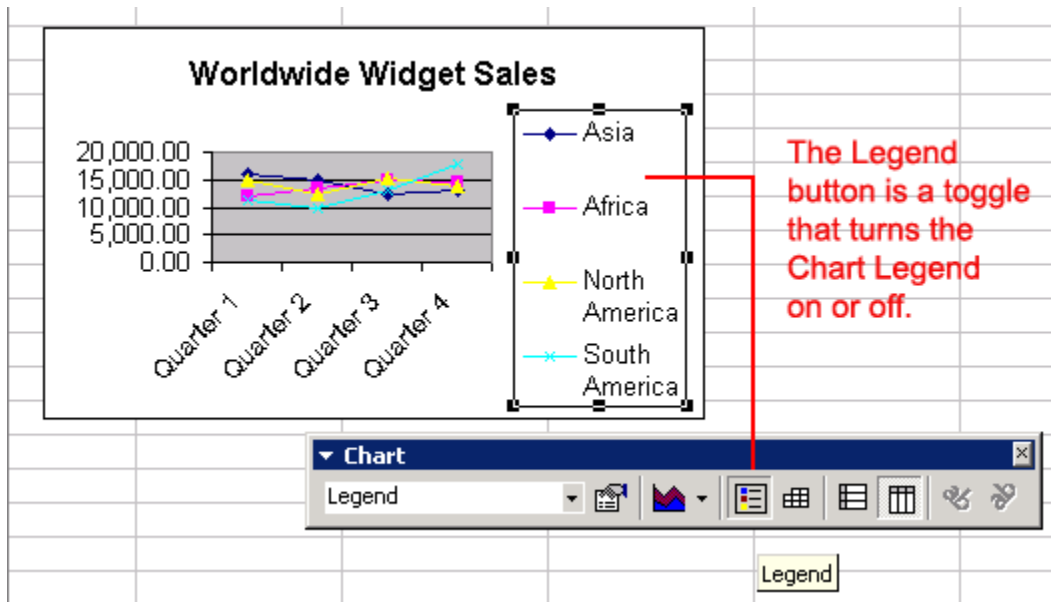 Worldwide Widget Sales
20,000.00
15,000.00
10,000.00
5,000.00
0.00
Quarter 1
Quarter 2
Quarter 3
Quarter 4
Asia
Africa
North
America
South
America
The Legend
button is a toggle
that turns the
Chart Legend
on or off.
Chart
Legend
Legend